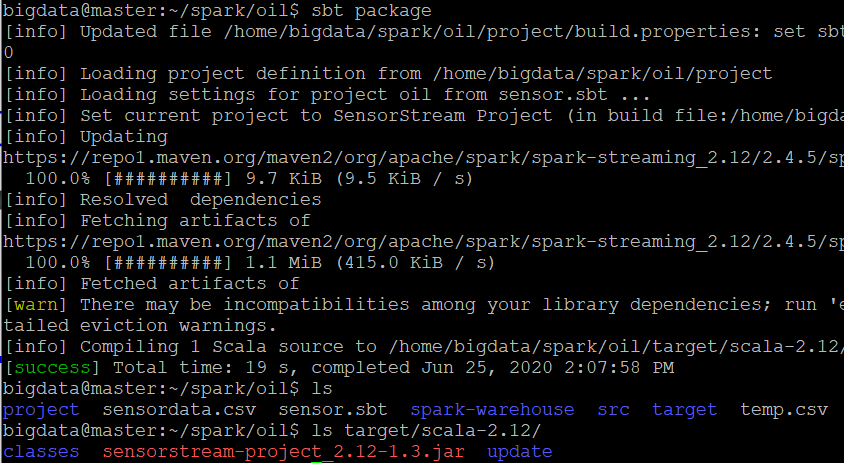 bigdata@master:~/spark/oil$ sbt package
[info] Updated file /home/bigdata/spark/oil/project/build.properties: set sbt
0
[info] Loading project definition from /home/bigdata/spark/oil/project
[info] Loading settings for project oil from sensor.sbt ...
[info] Set current project to SensorStream Project (in build file:/home/bigda
[info] Updating
https://repo1.maven.org/maven2/org/apache/spark/spark-streaming_2.12/2.4.5/sp
  100.0% [##########] 9.7 KiB (9.5 KiB / s)
[info] Resolved  dependencies
[info] Fetching artifacts of
https://repo1.maven.org/maven2/org/apache/spark/spark-streaming_2.12/2.4.5/sp
  100.0% [##########] 1.1 MiB (415.0 KiB / s)
[info] Fetched artifacts of
[warn] There may be incompatibilities among your library dependencies; run 'e
tailed eviction warnings.
[info] Compiling 1 Scala source to /home/bigdata/spark/oil/target/scala-2.12/
[success] Total time: 19 s, completed Jun 25, 2020 2:07:58 PM
bigdata@master:~/spark/oil$ ls
project  sensordata.csv  sensor.sbt  spark-warehouse  src  target  temp.csv
bigdata@master:~/spark/oil$ ls target/scala-2.12/
classes  sensorstream-project_2.12-1.3.jar  update